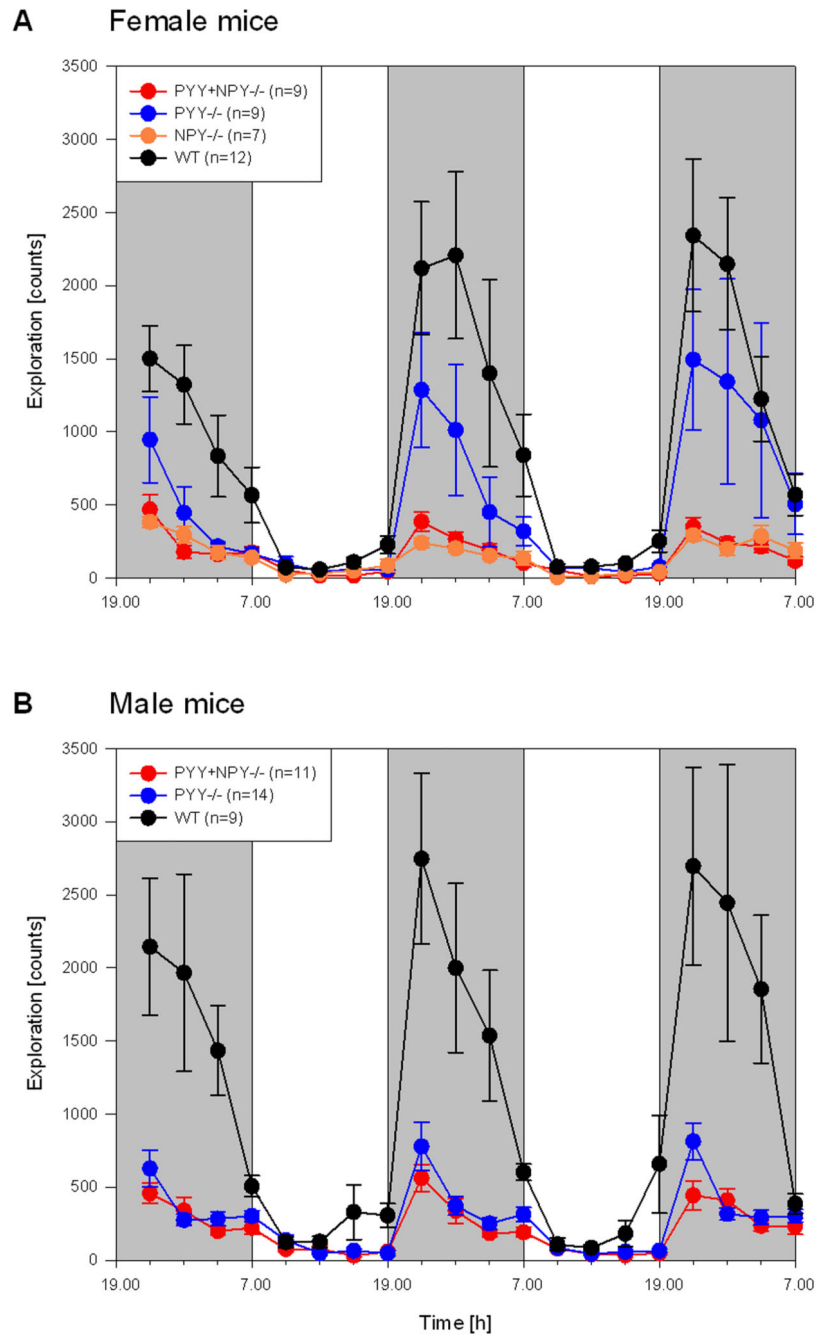 A Female mice
3500
3000
2500
2000
1500
1000
500
0
Exploration [counts]
PYY+NPY-/- (n=9)
PYY-/- (n=9)
NPY-/- (n=7)
WT (n=12)
19.00 7.00 19.00 7.00 19.00 7.00
B Male mice
3500
3000
2500
2000
1500
1000
500
0
Exploration [counts]
PYY+NPY-/- (n=11)
PYY-/- (n=14)
WT (n=9)
19.00 7.00 19.00 7.00 19.00 7.00
Time [h]